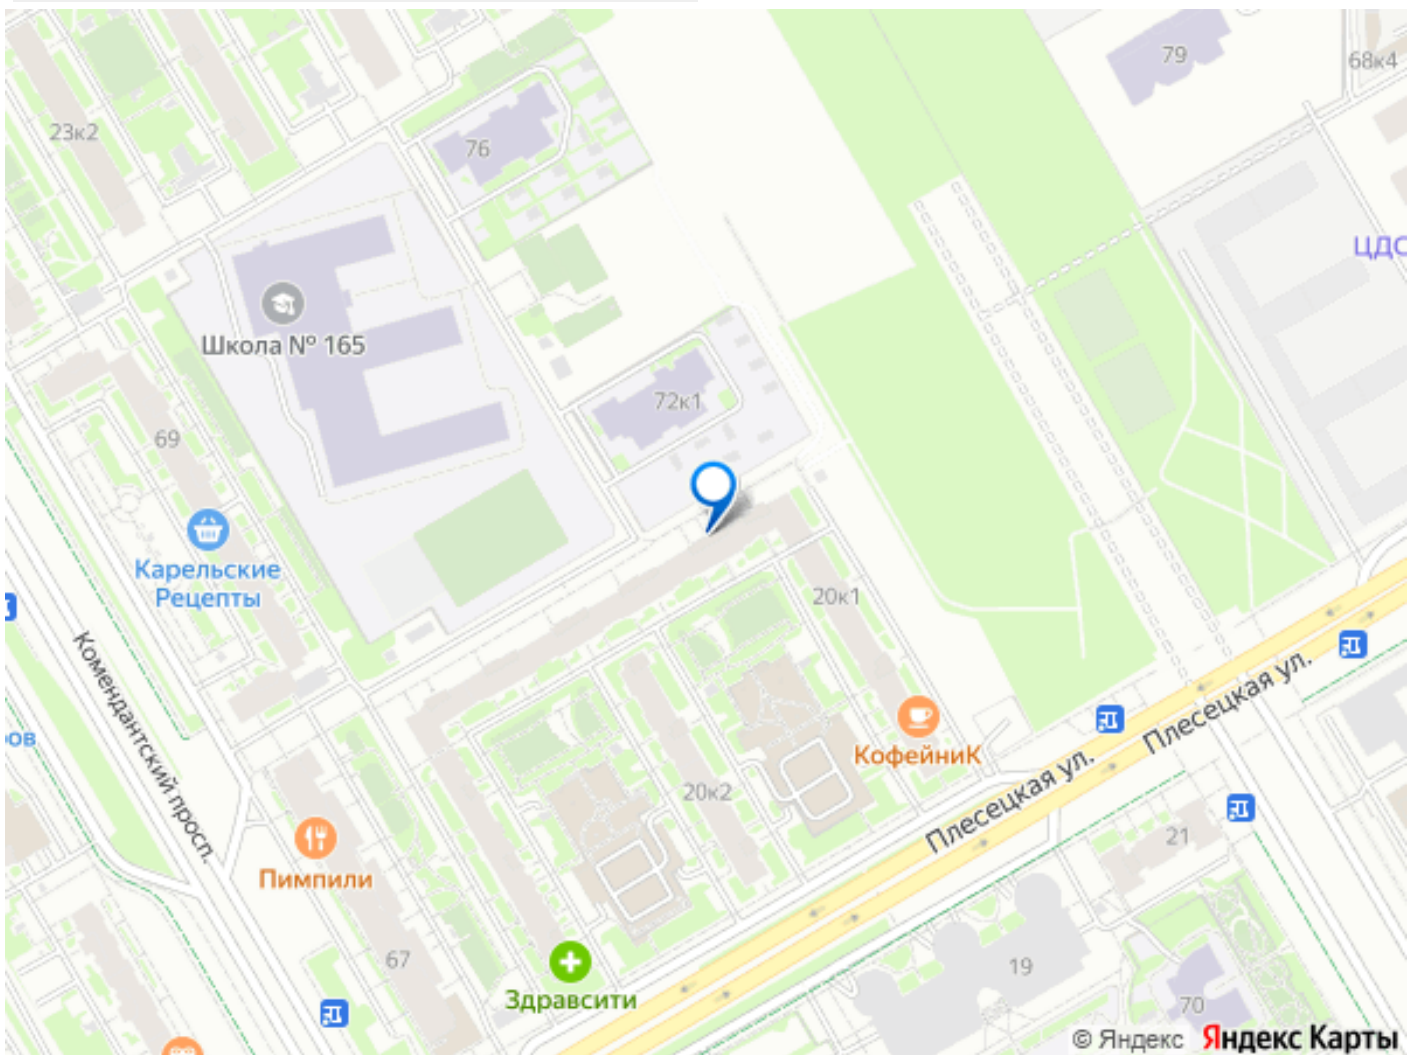 79
68к4
23к2
76
ЦДС
Школа № 165
72к1
69
Карельские
Рецепты
20к1
Комендантский просп.
ров
КофейниК
Плесецкая ул.
Плесецкая ул.
20к2
21
Пимпили
67
19
Здравсити
70
© Яндекс Яндекс Карты